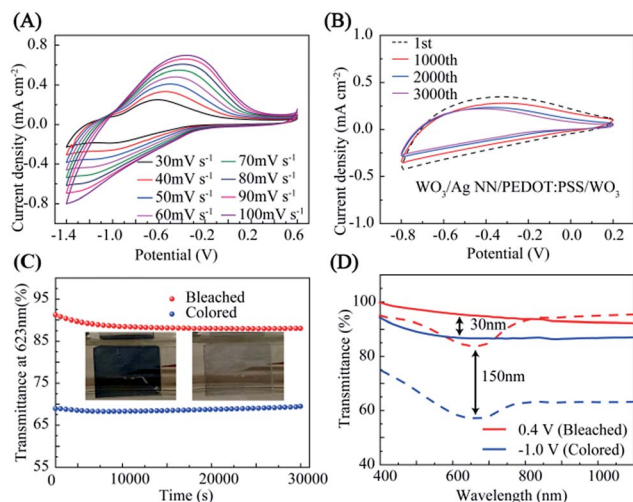 (A)
0.8
0.4
0.0
-0.4
-0.8
Current density (mA cm⁻²)
30mV s⁻¹
40mV s⁻¹
50mV s⁻¹
60mV s⁻¹
70mV s⁻¹
80mV s⁻¹
90mV s⁻¹
100mV s⁻¹
-1.4 -1.0 -0.6 -0.2 0.2 0.6
Potential (V)
(B)
1.0
0.5
0.0
-0.5
-1.0
Current density (mA cm⁻²)
1st
1000th
2000th
3000th
WO₃/Ag NN/PEDOT:PSS/WO₃
-0.8 -0.6 -0.4 -0.2 0.0 0.2
Potential (V)
(C)
95
85
75
65
55
Transmittance at 623nm(%)
Bleached
Colored
0 10000 20000 30000
Time (s)
(D)
100
80
60
40
Transmittance (%)
30nm
150nm
0.4 V (Bleached)
-1.0 V (Colored)
400 600 800 1000
Wavelength (nm)